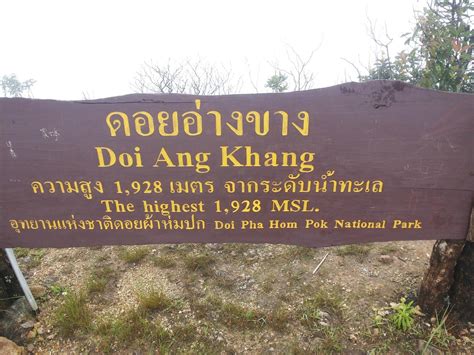 ดอยอ่างขาง
Doi Ang Khang
ความสูง 1,928 เมตร จากระดับน้ำทะเล
The highest 1,928 MSL.
อุทยานแห่งชาติดอยผ้าห่มปก Doi Pha Hom Pok National Park